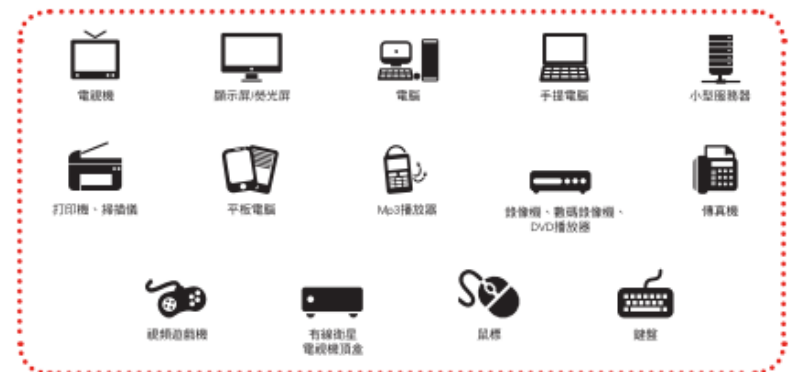 電視機
顯示屏/熒光屏
電腦
手提電腦
小型服務器
打印機、掃描儀
平板電腦
Mp3播放器
錄像機、數碼錄像機、
DVD播放器
傳真機
視頻遊戲機
有線衛星
電視機頂盒
鼠標
鍵盤